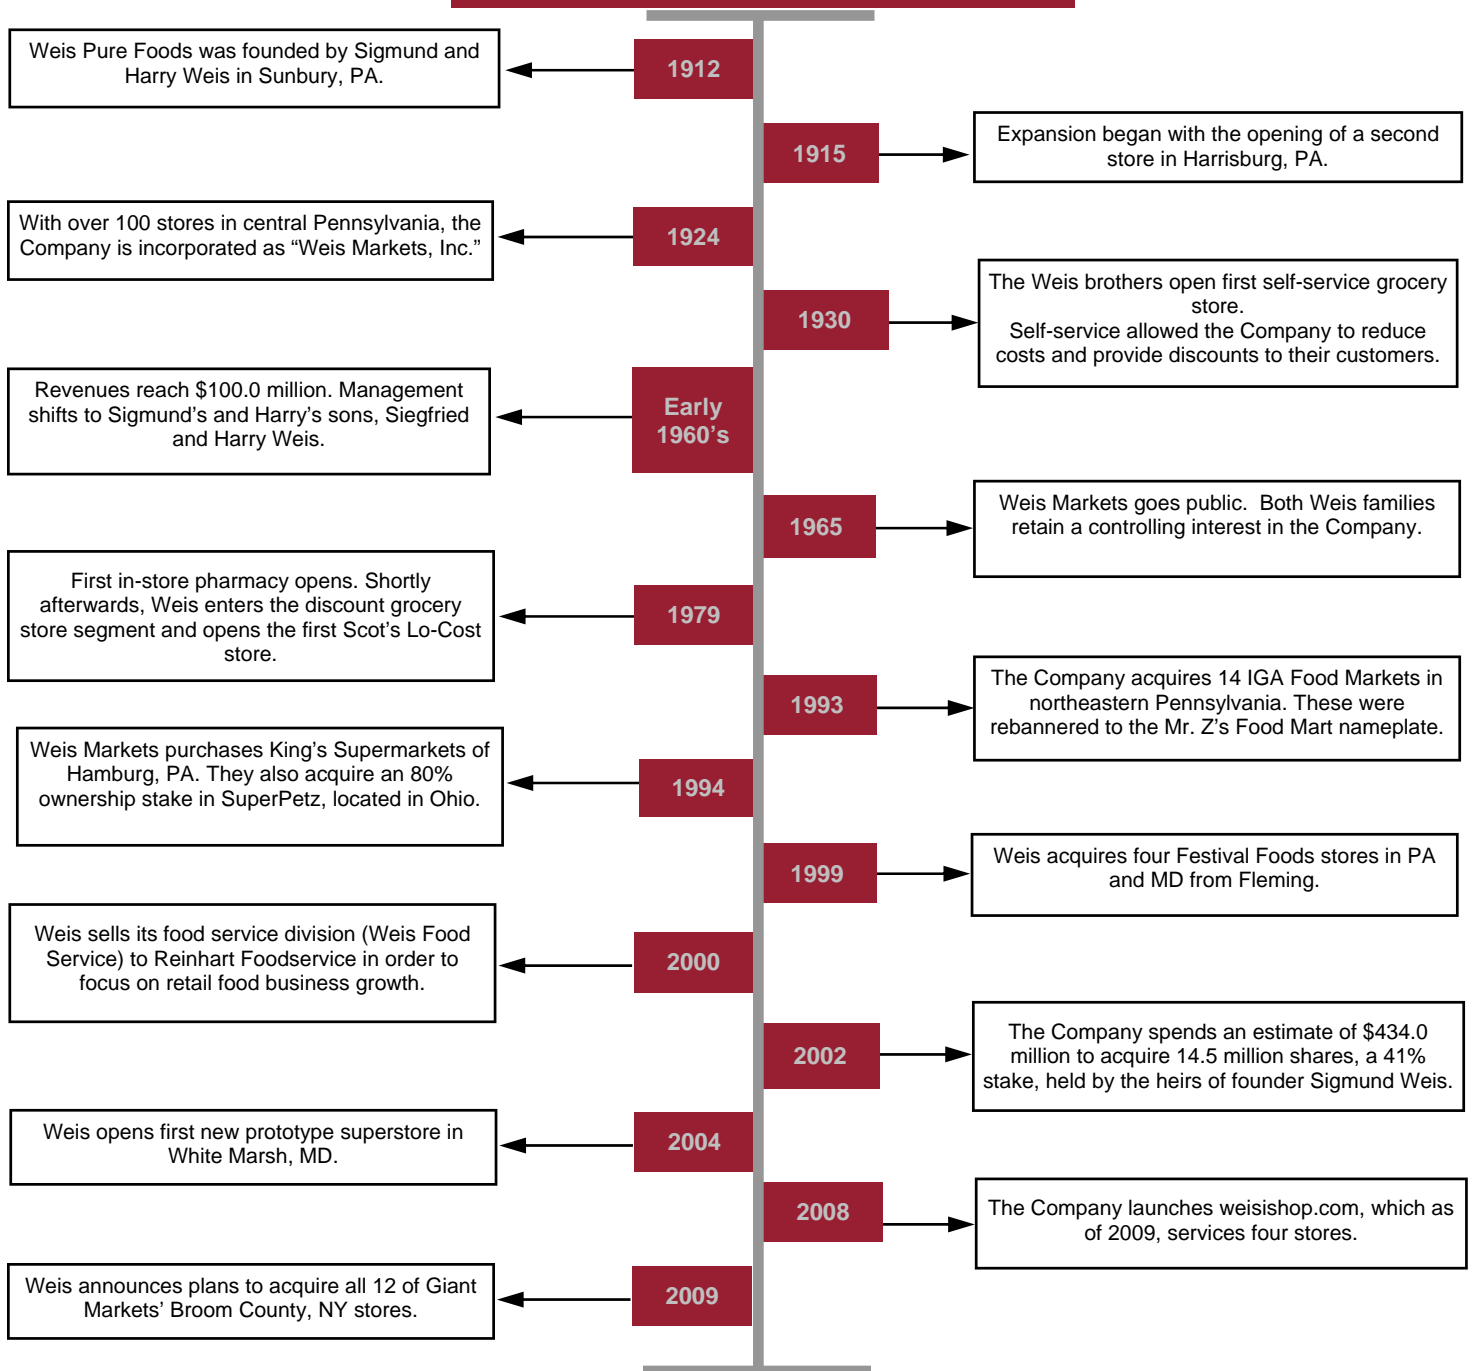 1912
Weis Pure Foods was founded by Sigmund and
Harry Weis in Sunbury, PA.
1915
Expansion began with the opening of a second
store in Harrisburg, PA.
1924
With over 100 stores in central Pennsylvania, the
Company is incorporated as “Weis Markets, Inc.”
1930
The Weis brothers open first self-service grocery
store.
Self-service allowed the Company to reduce
costs and provide discounts to their customers.
Early
1960’s
Revenues reach $100.0 million. Management
shifts to Sigmund’s and Harry’s sons, Siegfried
and Harry Weis.
1965
Weis Markets goes public.  Both Weis families
retain a controlling interest in the Company.
1979
First in-store pharmacy opens. Shortly
afterwards, Weis enters the discount grocery
store segment and opens the first Scot’s Lo-Cost
store.
1993
The Company acquires 14 IGA Food Markets in
northeastern Pennsylvania. These were
rebannered to the Mr. Z’s Food Mart nameplate.
1994
Weis Markets purchases King’s Supermarkets of
Hamburg, PA. They also acquire an 80%
ownership stake in SuperPetz, located in Ohio.
1999
Weis acquires four Festival Foods stores in PA
and MD from Fleming.
2000
Weis sells its food service division (Weis Food
Service) to Reinhart Foodservice in order to
focus on retail food business growth.
2002
The Company spends an estimate of $434.0
million to acquire 14.5 million shares, a 41%
stake, held by the heirs of founder Sigmund Weis.
2004
Weis opens first new prototype superstore in
White Marsh, MD.
2008
The Company launches weisishop.com, which as
of 2009, services four stores.
2009
Weis announces plans to acquire all 12 of Giant
Markets’ Broom County, NY stores.